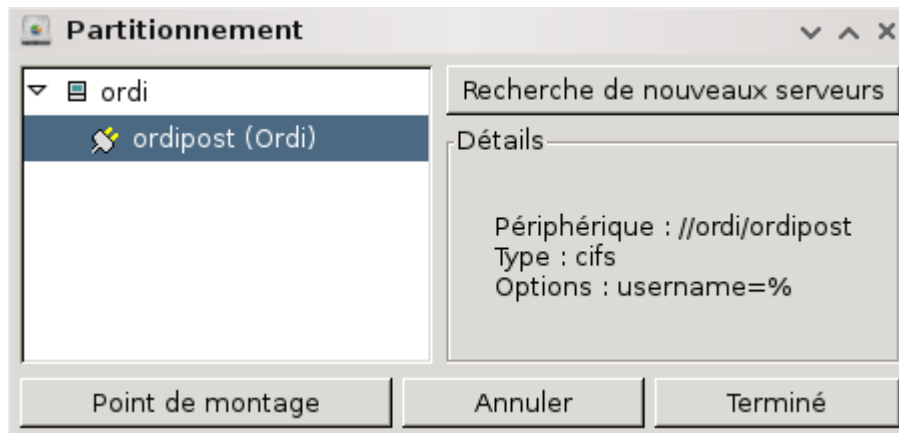 Partitionnement
ordi
ordipost (Ordi)
Recherche de nouveaux serveurs
Détails
Périphérique : //ordi/ordipost
Type : cifs
Options : username=%
Point de montage
Annuler
Terminé